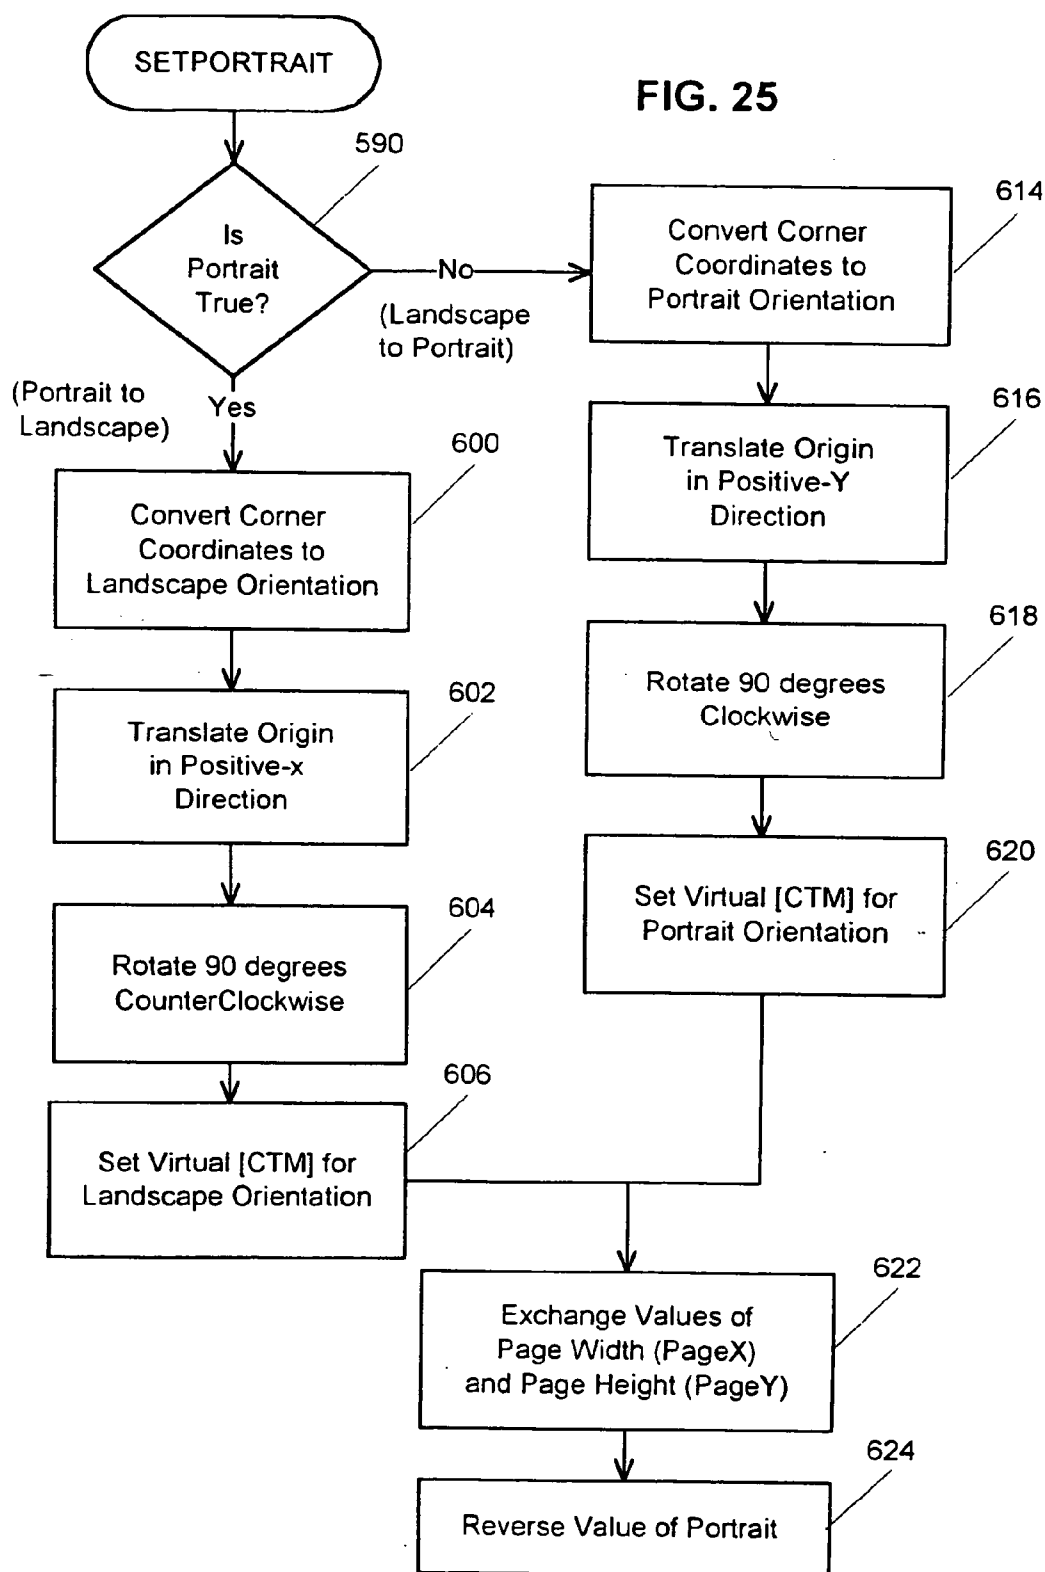 SETPORTRAIT
FIG. 25
590
Is
Portrait
True?
No
(Landscape
to Portrait)
(Portrait to
Landscape)
Yes
600
Convert Corner
Coordinates to
Landscape Orientation
602
Translate Origin
in Positive-x
Direction
604
Rotate 90 degrees
CounterClockwise
606
Set Virtual [CTM] for
Landscape Orientation
614
Convert Corner
Coordinates to
Portrait Orientation
616
Translate Origin
in Positive-Y
Direction
618
Rotate 90 degrees
Clockwise
620
Set Virtual [CTM] for
Portrait Orientation
622
Exchange Values of
Page Width (PageX)
and Page Height (PageY)
624
Reverse Value of Portrait